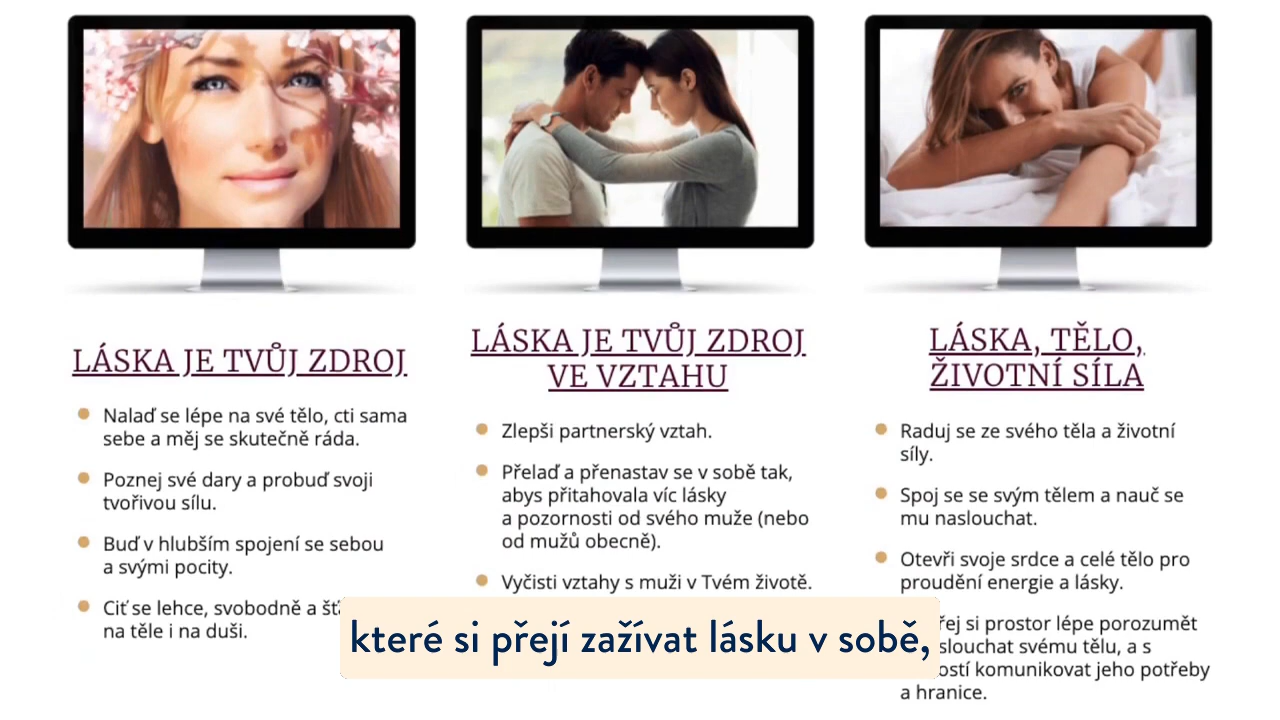 LÁSKA JE TVŮJ ZDROJ
Nalaď se lépe na své tělo, cti sama
sebe a měj se skutečně ráda.
Poznej své dary a probuď svoji
tvořivou sílu.
Buď v hlubším spojení se sebou
a svými pocity.
Ciť se lehce, svobodně a
na těle i na duši.
LÁSKA JE TVŮJ ZDROJ
VE VZTAHU
Zlepši partnerský vztah.
Přelaď a přenastav se v sobě tak,
abys přitahovala víc lásky
a pozornosti od svého muže (nebo
od mužů obecně).
Vyčisti vztahy s muži v Tvém životě.
LÁSKA, TĚLO,
ŽIVOTNÍ SÍLA
Raduj se ze svého těla a životní
síly.
Spoj se se svým tělem a nauč se
mu naslouchat.
Otevři svoje srdce a celé tělo pro
proudění energie a lásky.
si prostor lépe porozumět
svému tělu, a s
komunikovat jeho potřeby
a hranice.
které si přejí zažívat lásku v sobě,